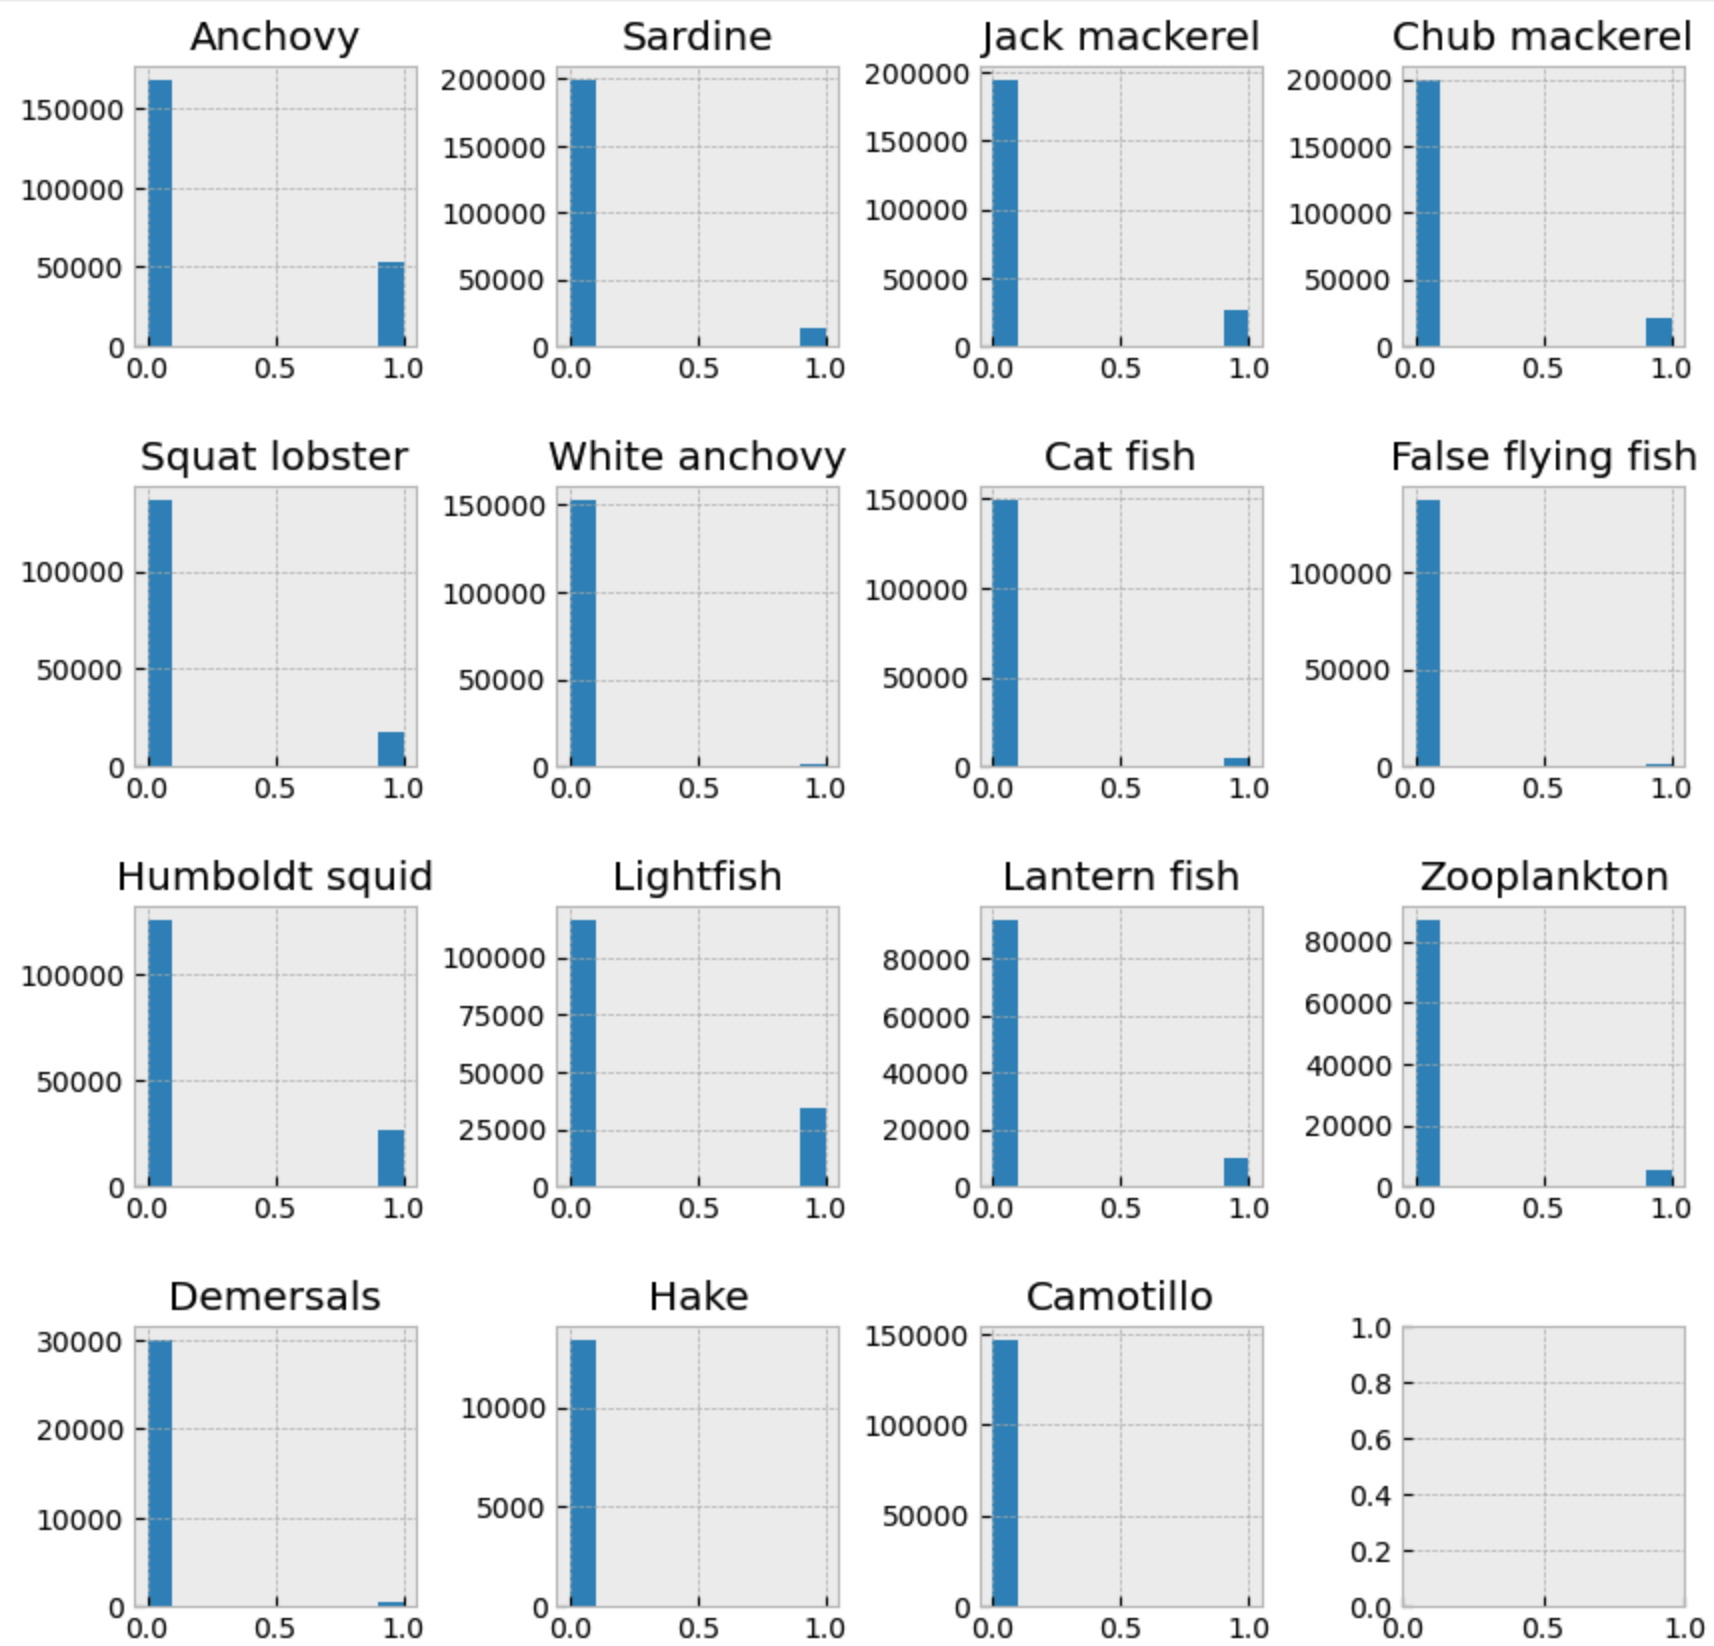 Anchovy Sardine Jack mackerel Chub mackerel
150000 100000 50000 0 0.0 0.5 1.0
200000 150000 100000 50000 0 0.0 0.5 1.0
200000 150000 100000 50000 0 0.0 0.5 1.0
200000 150000 100000 50000 0 0.0 0.5 1.0
Squat lobster White anchovy Cat fish False flying fish
100000 50000 0 0.0 0.5 1.0
150000 100000 50000 0 0.0 0.5 1.0
150000 100000 50000 0 0.0 0.5 1.0
100000 50000 0 0.0 0.5 1.0
Humboldt squid Lightfish Lantern fish Zooplankton
100000 50000 0 0.0 0.5 1.0
100000 75000 50000 25000 0 0.0 0.5 1.0
80000 60000 40000 20000 0 0.0 0.5 1.0
80000 60000 40000 20000 0 0.0 0.5 1.0
Demersals Hake Camotillo
30000 20000 10000 0 0.0 0.5 1.0
10000 5000 0 0.0 0.5 1.0
150000 100000 50000 0 0.0 0.5 1.0
1.0 0.8 0.6 0.4 0.2 0.0 0.0 0.5 1.0